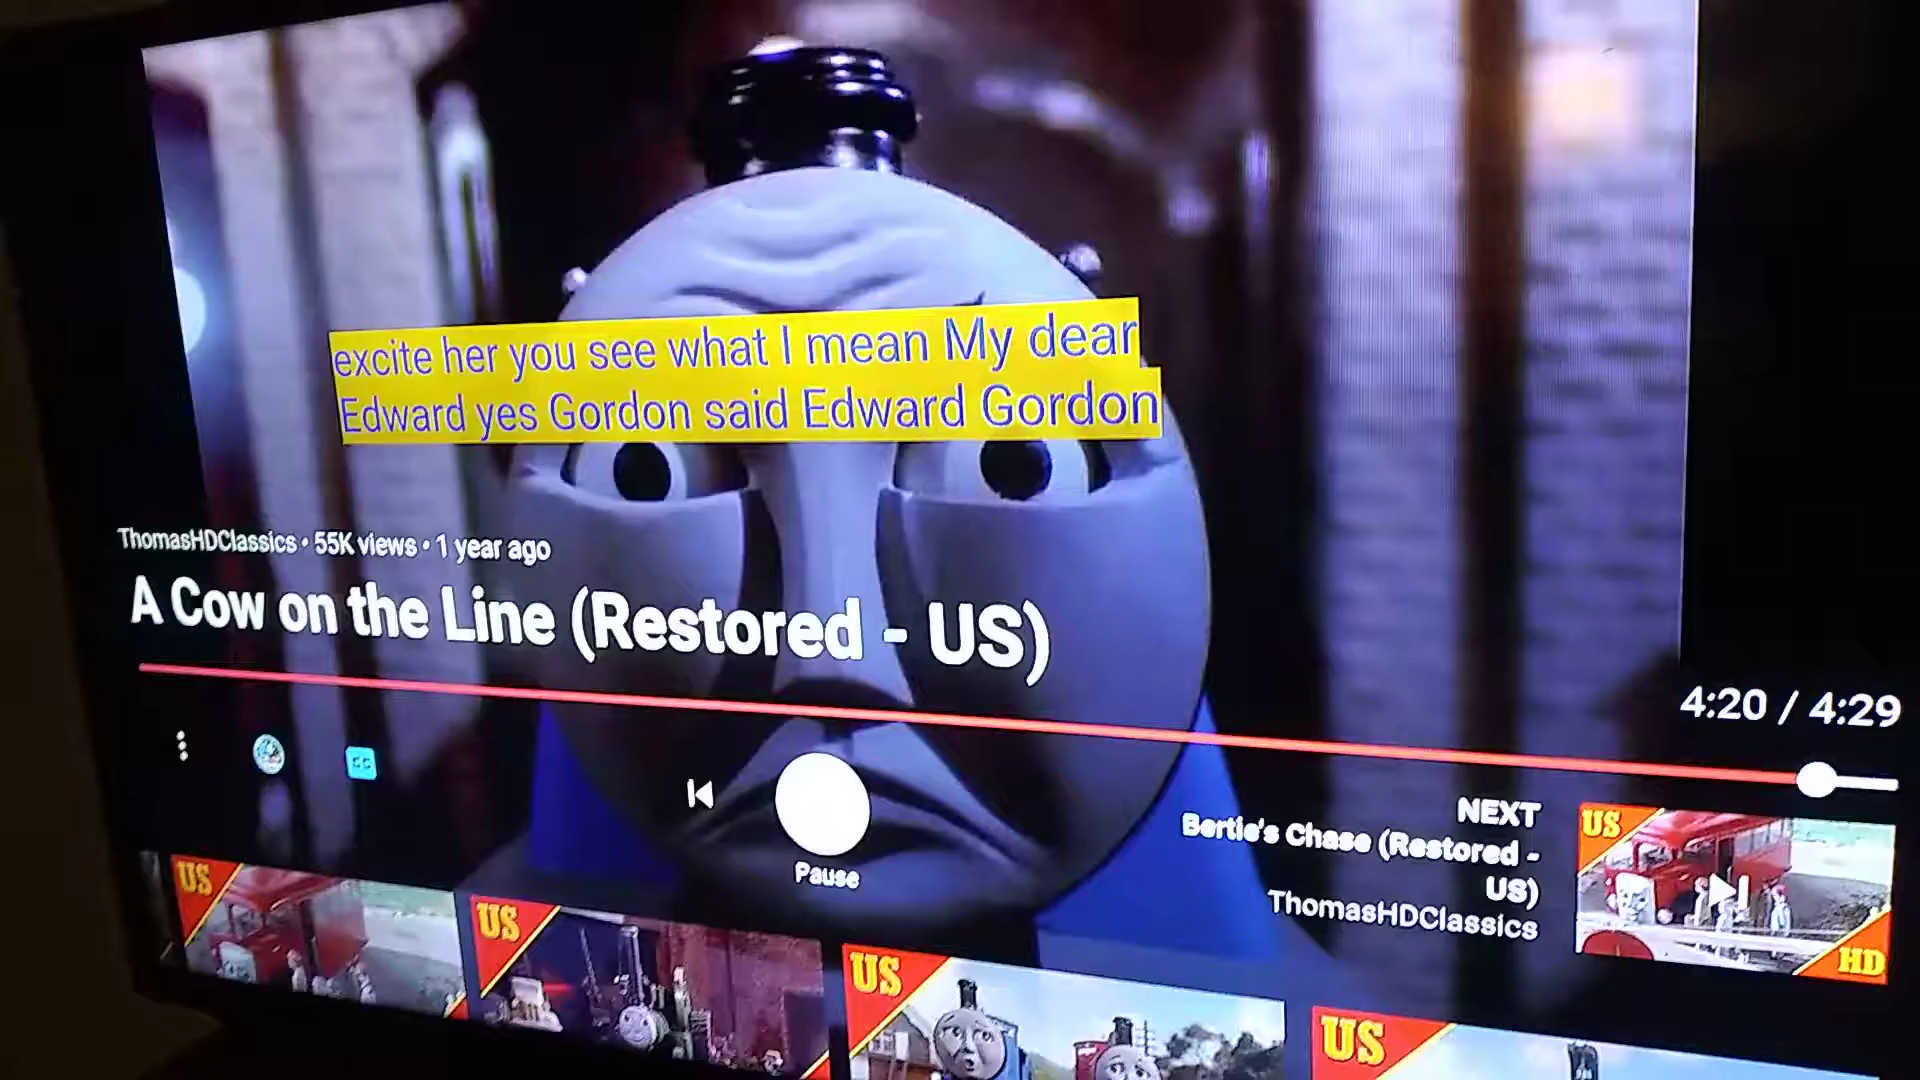 excite her you see what I mean My dear
Edward yes Gordon said Edward Gordon
ThomasHDClassics • 55K views • 1 year ago
A Cow on the Line (Restored - US)
4:20 / 4:29
CC
Pause
NEXT
Bertie's Chase (Restored -
US)
ThomasHDClassics
US
HD
US
US
US
US